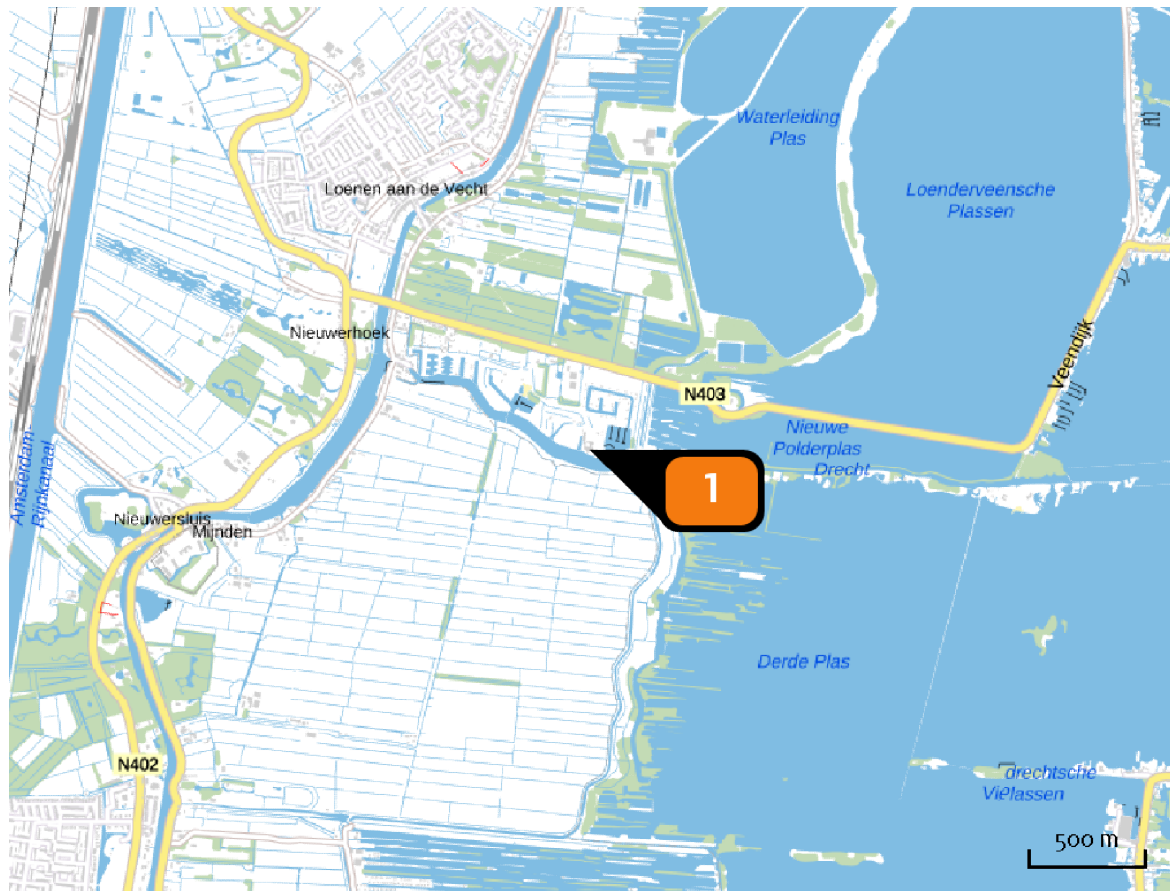 Waterleiding
Plas
Loenen aan de Vecht
Loenderveensche
Plassen
Nieuwerhoek
Veendijk
N403
Nieuwe
Polderplas
Drecht
Amsterdam-
Rijnkanaal
1
Nieuwersluis
Mijnden
Derde Plas
N402
drechtsche
Plassen
500 m